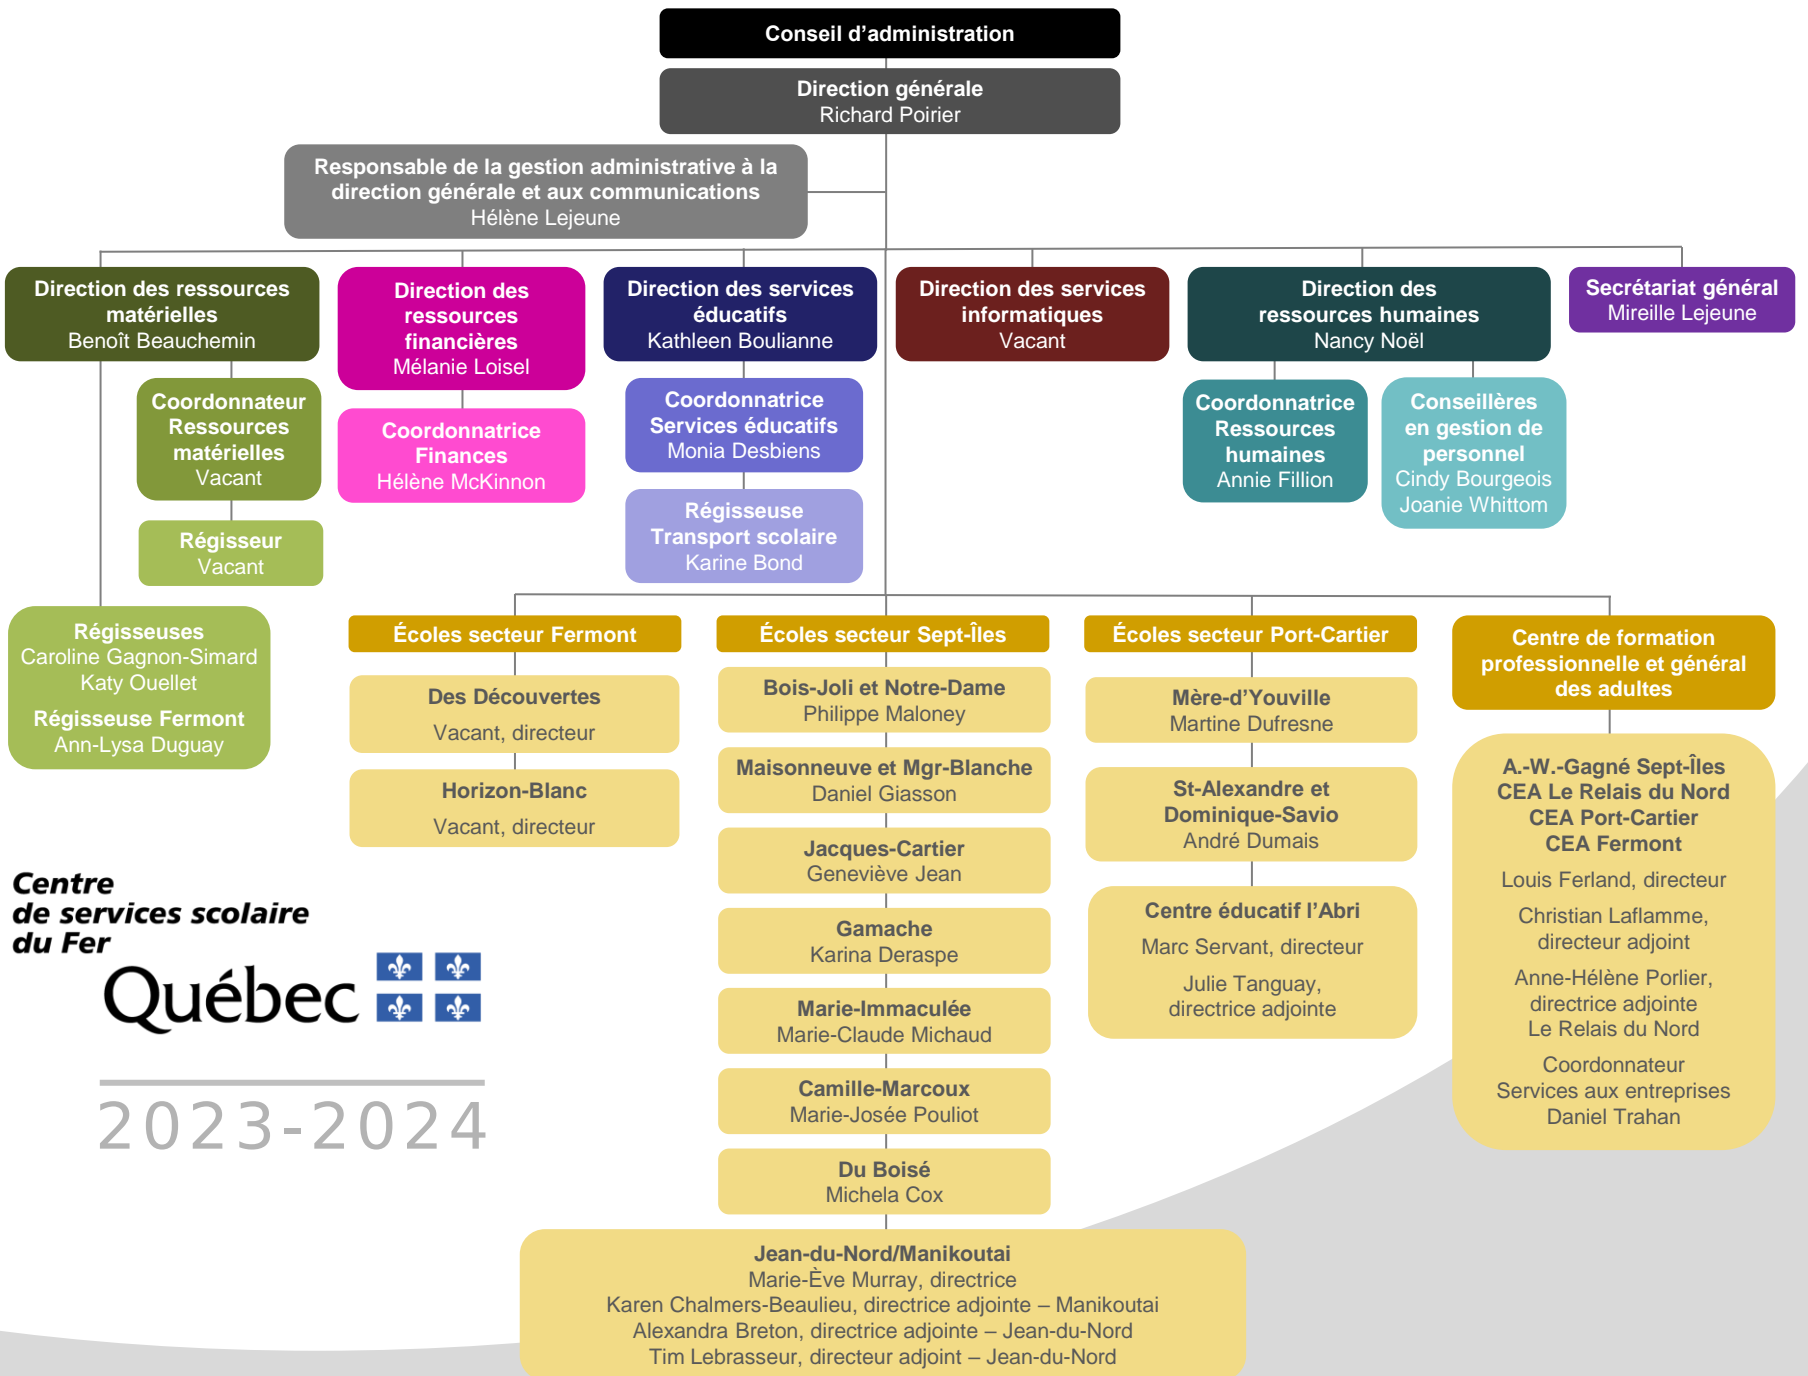 Conseil d'administration
Direction générale
Richard Poirier
Responsable de la gestion administrative à la
direction générale et aux communications
Hélène Lejeune
Direction des ressources
matérielles
Benoît Beauchemin
Direction des
ressources
financières
Mélanie Loisel
Direction des services
éducatifs
Kathleen Boulianne
Direction des services
informatiques
Vacant
Direction des
ressources humaines
Nancy Noël
Secrétariat général
Mireille Lejeune
Coordonnateur
Ressources
matérielles
Vacant
Coordonnatrice
Finances
Hélène McKinnon
Coordonnatrice
Services éducatifs
Monia Desbiens
Coordonnatrice
Ressources
humaines
Annie Fillion
Conseillères
en gestion de
personnel
Cindy Bourgeois
Joanie Whittom
Régisseur
Vacant
Régisseuse
Transport scolaire
Karine Bond
Régisseuses
Caroline Gagnon-Simard
Katy Ouellet
Régisseuse Fermont
Ann-Lysa Duguay
Écoles secteur Fermont
Des Découvertes
Vacant, directeur
Horizon-Blanc
Vacant, directeur
Écoles secteur Sept-Îles
Bois-Joli et Notre-Dame
Philippe Maloney
Maisonneuve et Mgr-Blanche
Daniel Giasson
Jacques-Cartier
Geneviève Jean
Gamache
Karina Deraspe
Marie-Immaculée
Marie-Claude Michaud
Camille-Marcoux
Marie-Josée Pouliot
Du Boisé
Michela Cox
Jean-du-Nord/Manikoutai
Marie-Ève Murray, directrice
Karen Chalmers-Beaulieu, directrice adjointe – Manikoutai
Alexandra Breton, directrice adjointe – Jean-du-Nord
Tim Lebrasseur, directeur adjoint – Jean-du-Nord
Écoles secteur Port-Cartier
Mère-d'Youville
Martine Dufresne
St-Alexandre et
Dominique-Savio
André Dumais
Centre éducatif l'Abri
Marc Servant, directeur
Julie Tanguay,
directrice adjointe
Centre de formation
professionnelle et général
des adultes
A.-W.-Gagné Sept-Îles
CEA Le Relais du Nord
CEA Port-Cartier
CEA Fermont
Louis Ferland, directeur
Christian Laflamme,
directeur adjoint
Anne-Hélène Porlier,
directrice adjointe
Le Relais du Nord
Coordonnateur
Services aux entreprises
Daniel Trahan
Centre
de services scolaire
du Fer
Québec
2023-2024